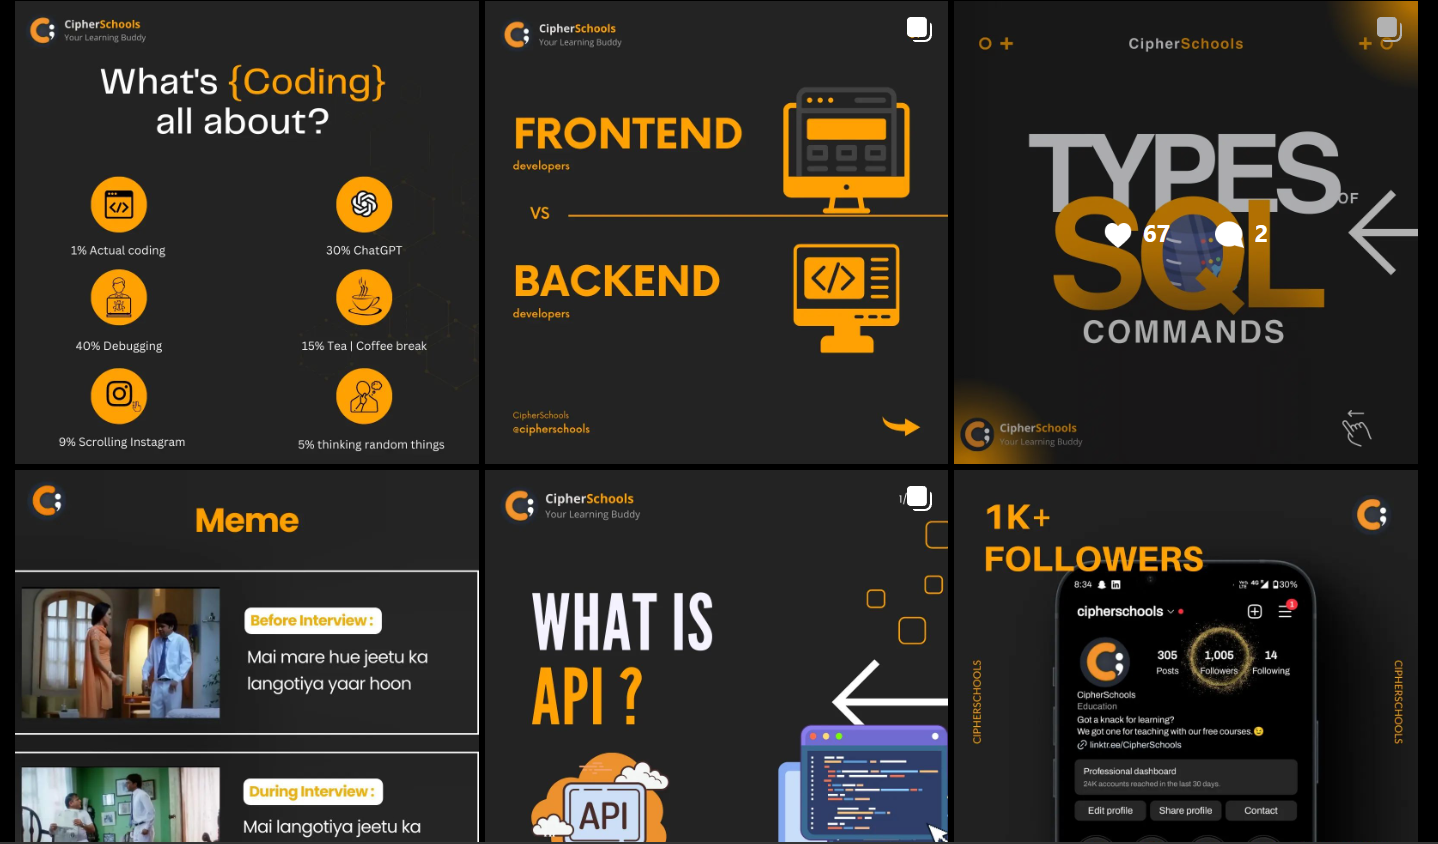 CipherSchools
Your Learning Buddy
What's {Coding}
all about?
1% Actual coding
30% ChatGPT
40% Debugging
15% Tea | Coffee break
9% Scrolling Instagram
5% thinking random things
CipherSchools
Your Learning Buddy
FRONTEND
developers
VS
BACKEND
developers
CipherSchools
@cipherschools
CipherSchools
TYPES
OF
SQL
67
2
COMMANDS
CipherSchools
Your Learning Buddy
Meme
Before Interview :
Mai mare hue jeetu ka
langotiya yaar hoon
During Interview :
Mai langotiya jeetu ka
CipherSchools
Your Learning Buddy
1/
WHAT IS
API ?
API
1K+
FOLLOWERS
8:34
4G
30%
cipherschools
1
305
1,005
14
Posts
Followers
Following
CipherSchools
Education
Got a knack for learning?
We got one for teaching with our free courses.😉
linktr.ee/CipherSchools
Professional dashboard
24K accounts reached in the last 30 days.
Edit profile
Share profile
Contact
CIPHERSCHOOLS
CIPHERSCHOOLS